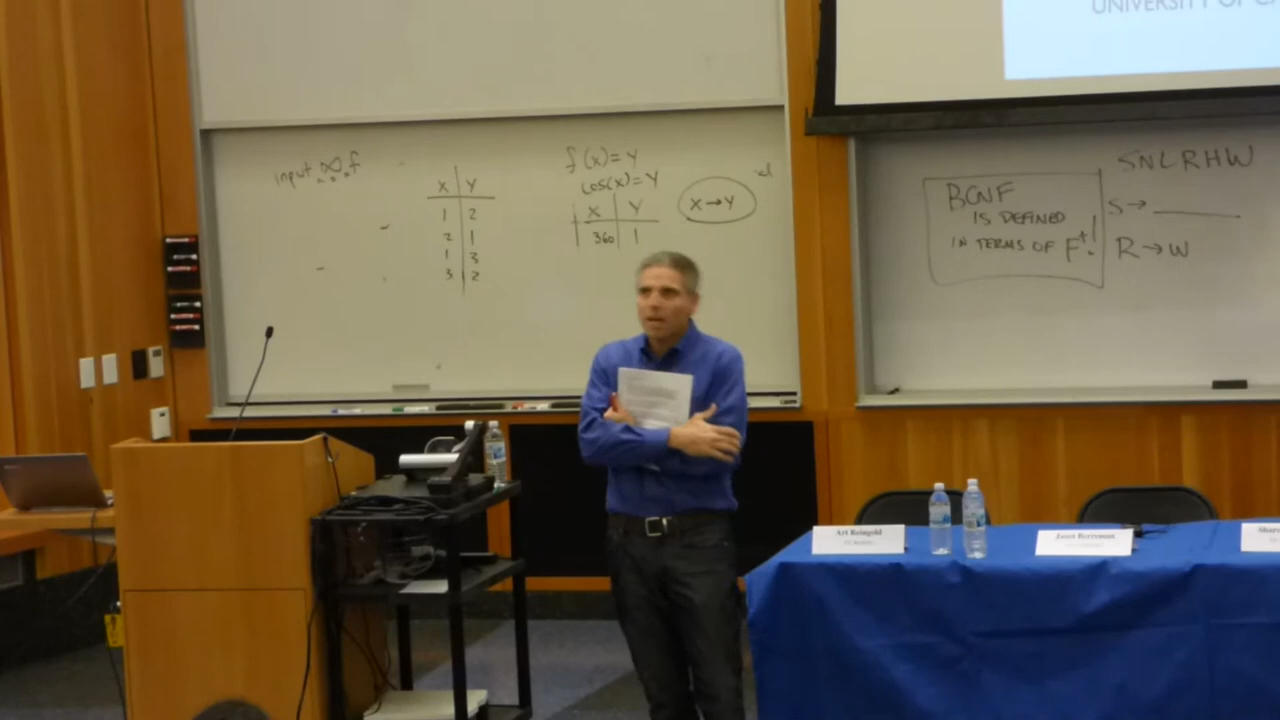 UNIVERSITY OF
input f
X Y
1 2
2 1
1 3
3 2
f(x)=Y
cos(x)=Y
X Y
360 1
X→Y
SNLRHW
BCNF
IS DEFINED
IN TERMS OF F+!
S→
R→W
Art Reingold
Jason